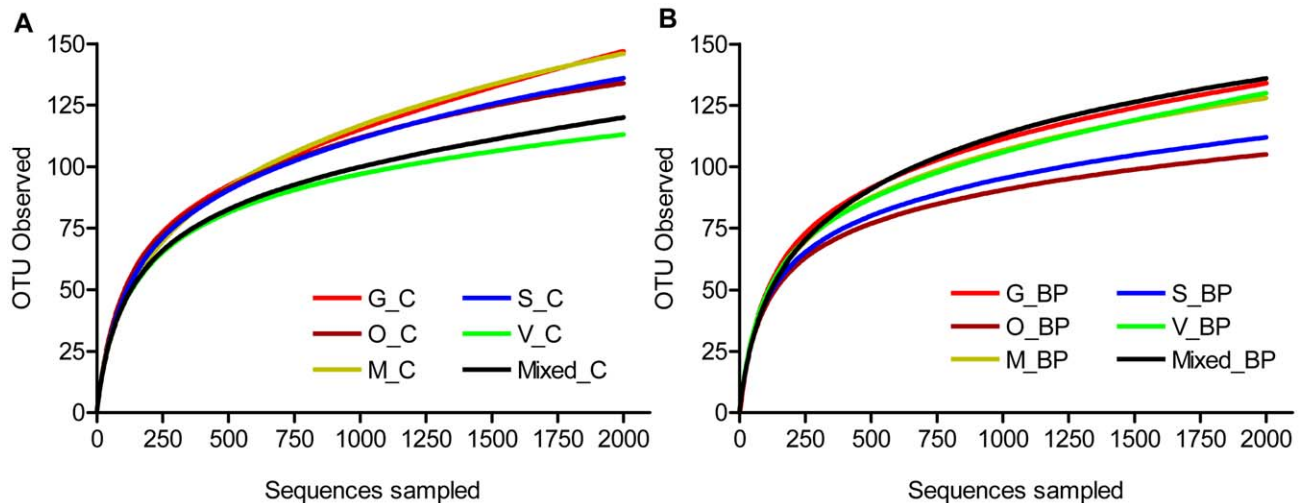 A
OTU Observed
150
125
100
75
50
25
0
0 250 500 750 1000 1250 1500 1750 2000
Sequences sampled
G_C S_C
O_C V_C
M_C Mixed_C
B
OTU Observed
150
125
100
75
50
25
0
0 250 500 750 1000 1250 1500 1750 2000
Sequences sampled
G_BP S_BP
O_BP V_BP
M_BP Mixed_BP